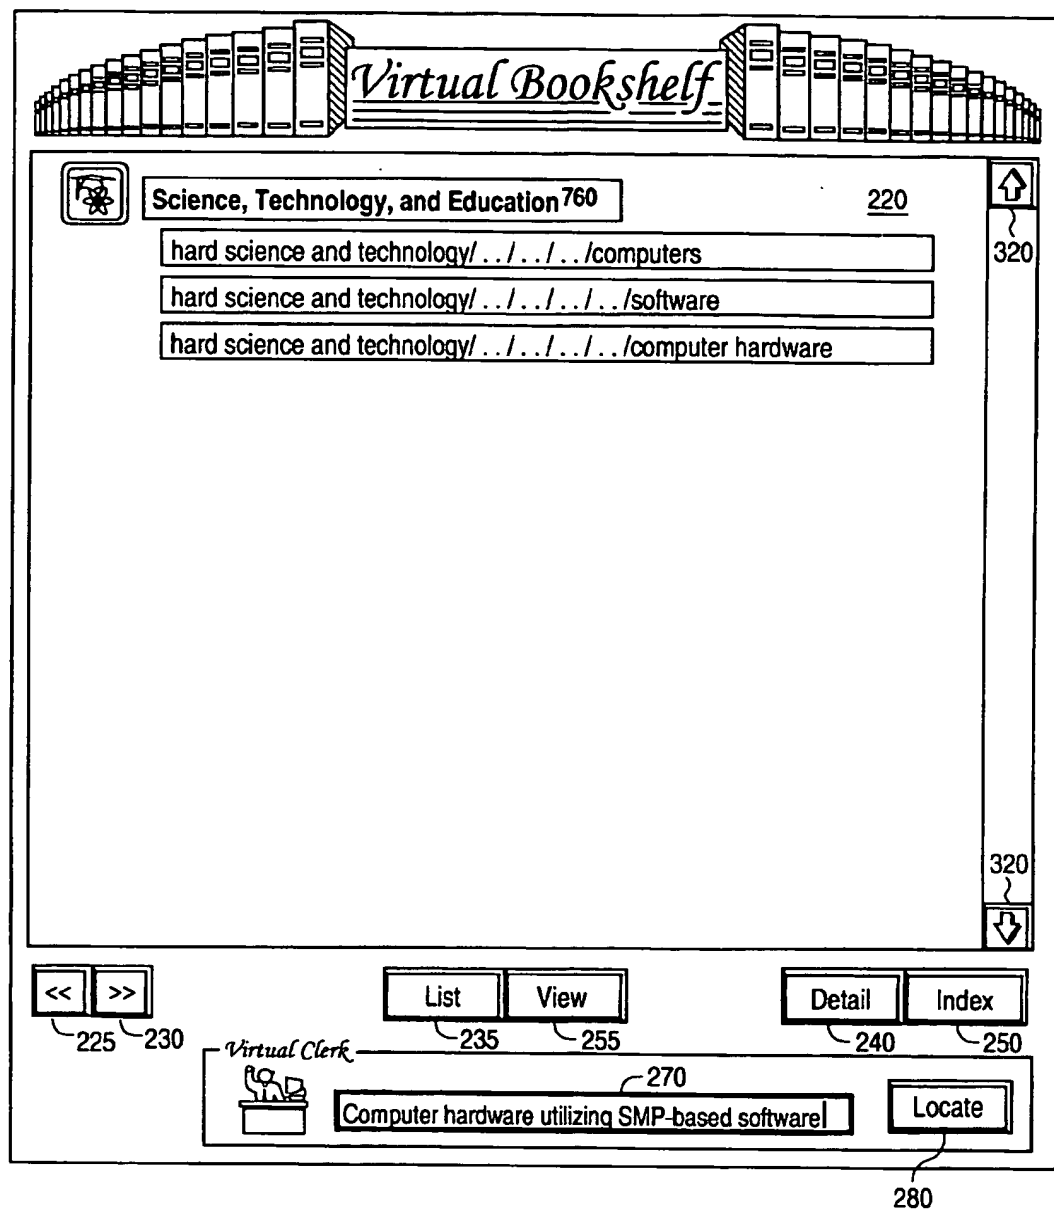 Virtual Bookshelf
Science, Technology, and Education 760
220
320
hard science and technology/ . . / . . / . . /computers
hard science and technology/ . . / . . / . . / . . /software
hard science and technology/ . . / . . / . . / . . /computer hardware
320
<< >> List View Detail Index
225 230 235 255 240 250
Virtual Clerk
270
Computer hardware utilizing SMP-based software
Locate
280